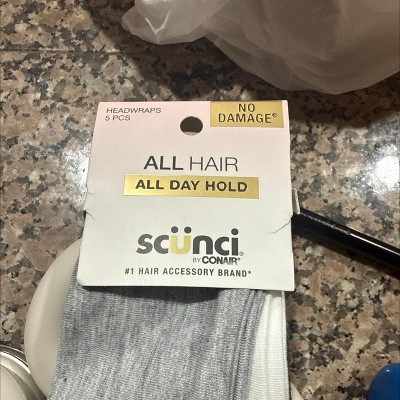 HEADWRAPS
5 PCS
NO
DAMAGE®
ALL HAIR
ALL DAY HOLD
scünci®
BY CONAIR®
#1 HAIR ACCESSORY BRAND*